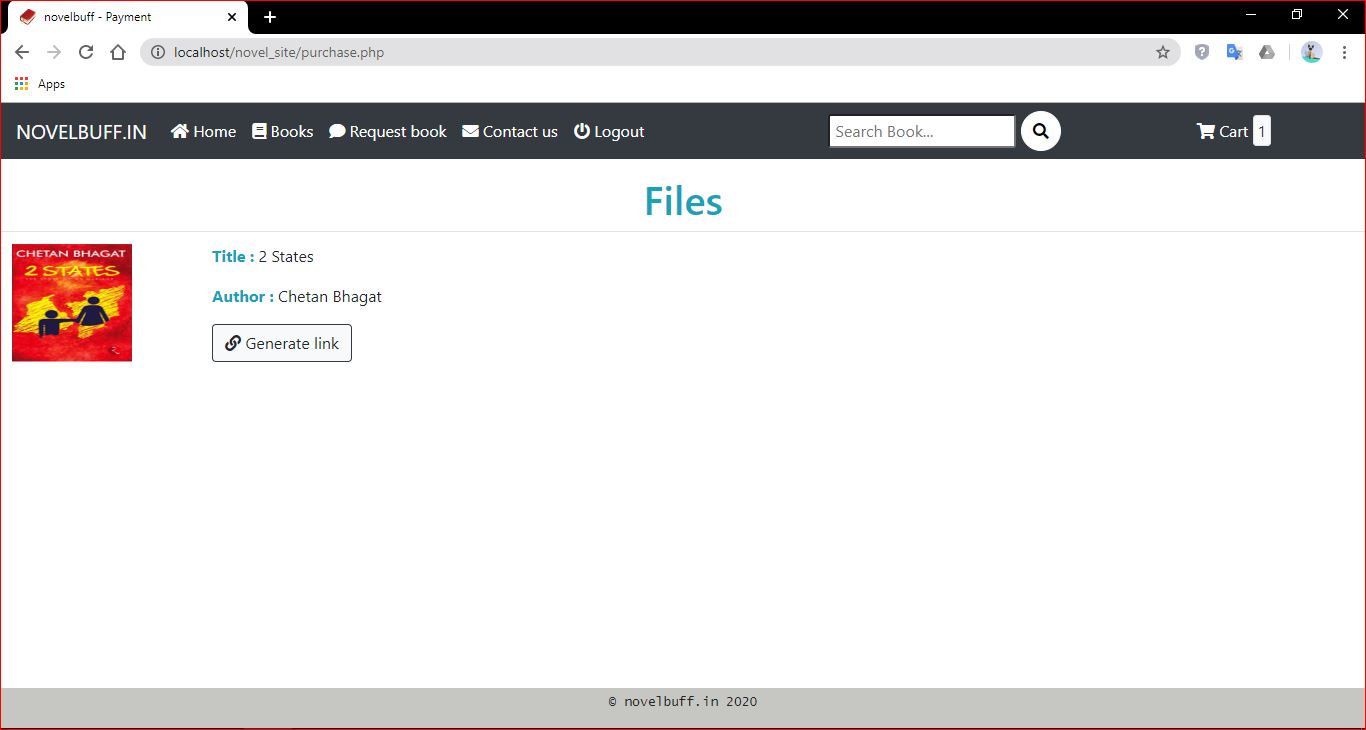 novelbuff - Payment
localhost/novel_site/purchase.php
Apps
NOVELBUFF.IN Home Books Request book Contact us Logout Search Book... Cart 1
Files
CHETAN BHAGAT
2 STATES
Title : 2 States
Author : Chetan Bhagat
Generate link
© novelbuff.in 2020